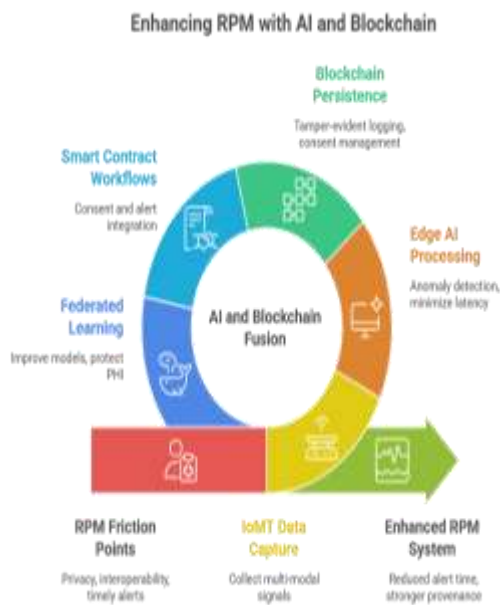 Enhancing RPM with AI and Blockchain
Blockchain
Persistence
Tamper-evident logging,
consent management
Smart Contract
Workflows
Consent and alert
integration
Edge AI
Processing
Anomaly detection,
minimize latency
Federated
Learning
Improve models, protect
PHI
AI and Blockchain
Fusion
RPM Friction
Points
Privacy, interoperability,
timely alerts
IoMT Data
Capture
Collect multi-modal
signals
Enhanced RPM
System
Reduced alert time,
stronger provenance